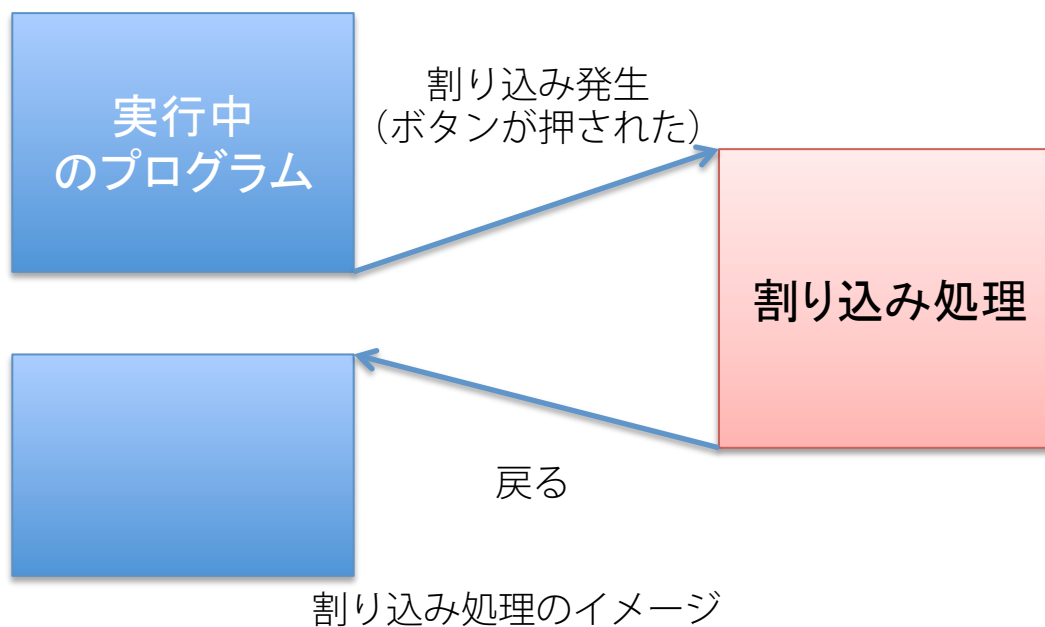 実行中
のプログラム
割り込み発生
（ボタンが押された）
割り込み処理
戻る
割り込み処理のイメージ